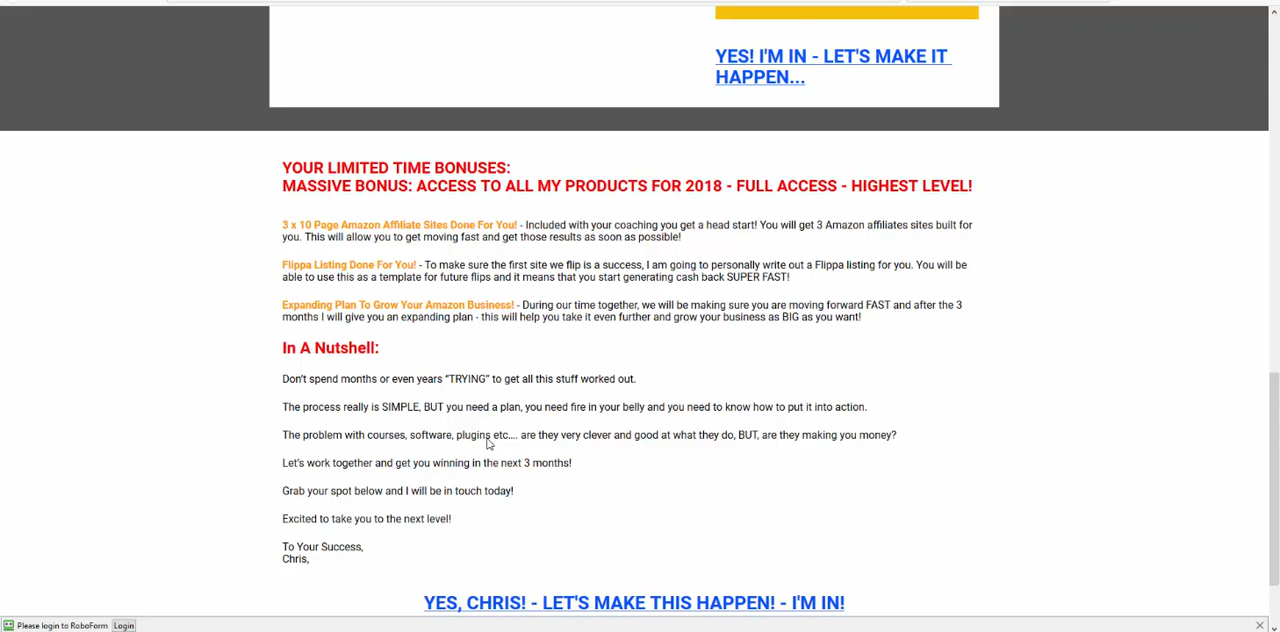 YES! I'M IN - LET'S MAKE IT
HAPPEN...
YOUR LIMITED TIME BONUSES:
MASSIVE BONUS: ACCESS TO ALL MY PRODUCTS FOR 2018 - FULL ACCESS - HIGHEST LEVEL!
3 x 10 Page Amazon Affiliate Sites Done For You! - Included with your coaching you get a head start! You will get 3 Amazon affiliates sites built for
you. This will allow you to get moving fast and get those results as soon as possible!
Flippa Listing Done For You! - To make sure the first site we flip is a success, I am going to personally write out a Flippa listing for you. You will be
able to use this as a template for future flips and it means that you start generating cash back SUPER FAST!
Expanding Plan To Grow Your Amazon Business! - During our time together, we will be making sure you are moving forward FAST and after the 3
months I will give you an expanding plan - this will help you take it even further and grow your business as BIG as you want!
In A Nutshell:
Don't spend months or even years “TRYING” to get all this stuff worked out.
The process really is SIMPLE, BUT you need a plan, you need fire in your belly and you need to know how to put it into action.
The problem with courses, software, plugins etc.... are they very clever and good at what they do, BUT, are they making you money?
Let's work together and get you winning in the next 3 months!
Grab your spot below and I will be in touch today!
Excited to take you to the next level!
To Your Success,
Chris,
YES, CHRIS! - LET'S MAKE THIS HAPPEN! - I'M IN!
Please login to RoboForm Login